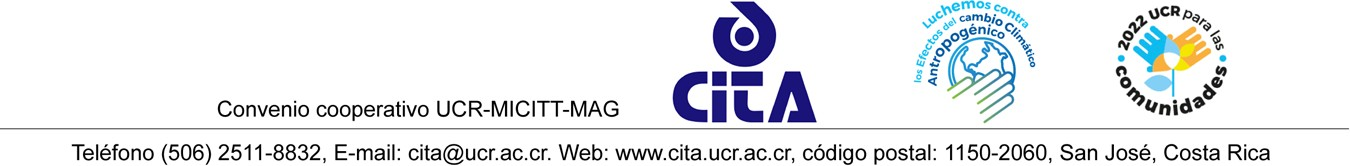 Convenio cooperativo UCR-MICITT-MAG
CITA
Luchemos contra
los Efectos del cambio Climático
Antropogénico
2022 UCR para las
comunidades
Teléfono (506) 2511-8832, E-mail: cita@ucr.ac.cr. Web: www.cita.ucr.ac.cr, código postal: 1150-2060, San José, Costa Rica